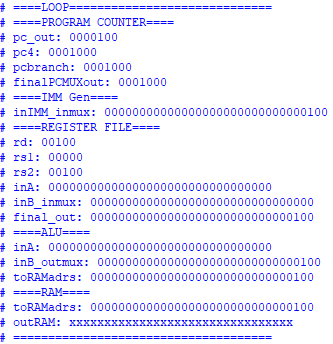 # ====LOOP=============================
# ====PROGRAM COUNTER====
# pc_out: 0000100
# pc4: 0001000
# pcbranch: 0001000
# finalPCMUXout: 0001000
# ====IMM Gen====
# inIMM_inmux: 00000000000000000000000000000100
# ====REGISTER FILE====
# rd: 00100
# rs1: 00000
# rs2: 00100
# inA: 00000000000000000000000000000000
# inB_inmux: 00000000000000000000000000000000
# final_out: 00000000000000000000000000000100
# ====ALU====
# inA: 00000000000000000000000000000000
# inB_outmux: 00000000000000000000000000000100
# toRAMadrs: 00000000000000000000000000000100
# ====RAM====
# toRAMadrs: 00000000000000000000000000000100
# outRAM: xxxxxxxxxxxxxxxxxxxxxxxxxxxxxxxx
# =====================================